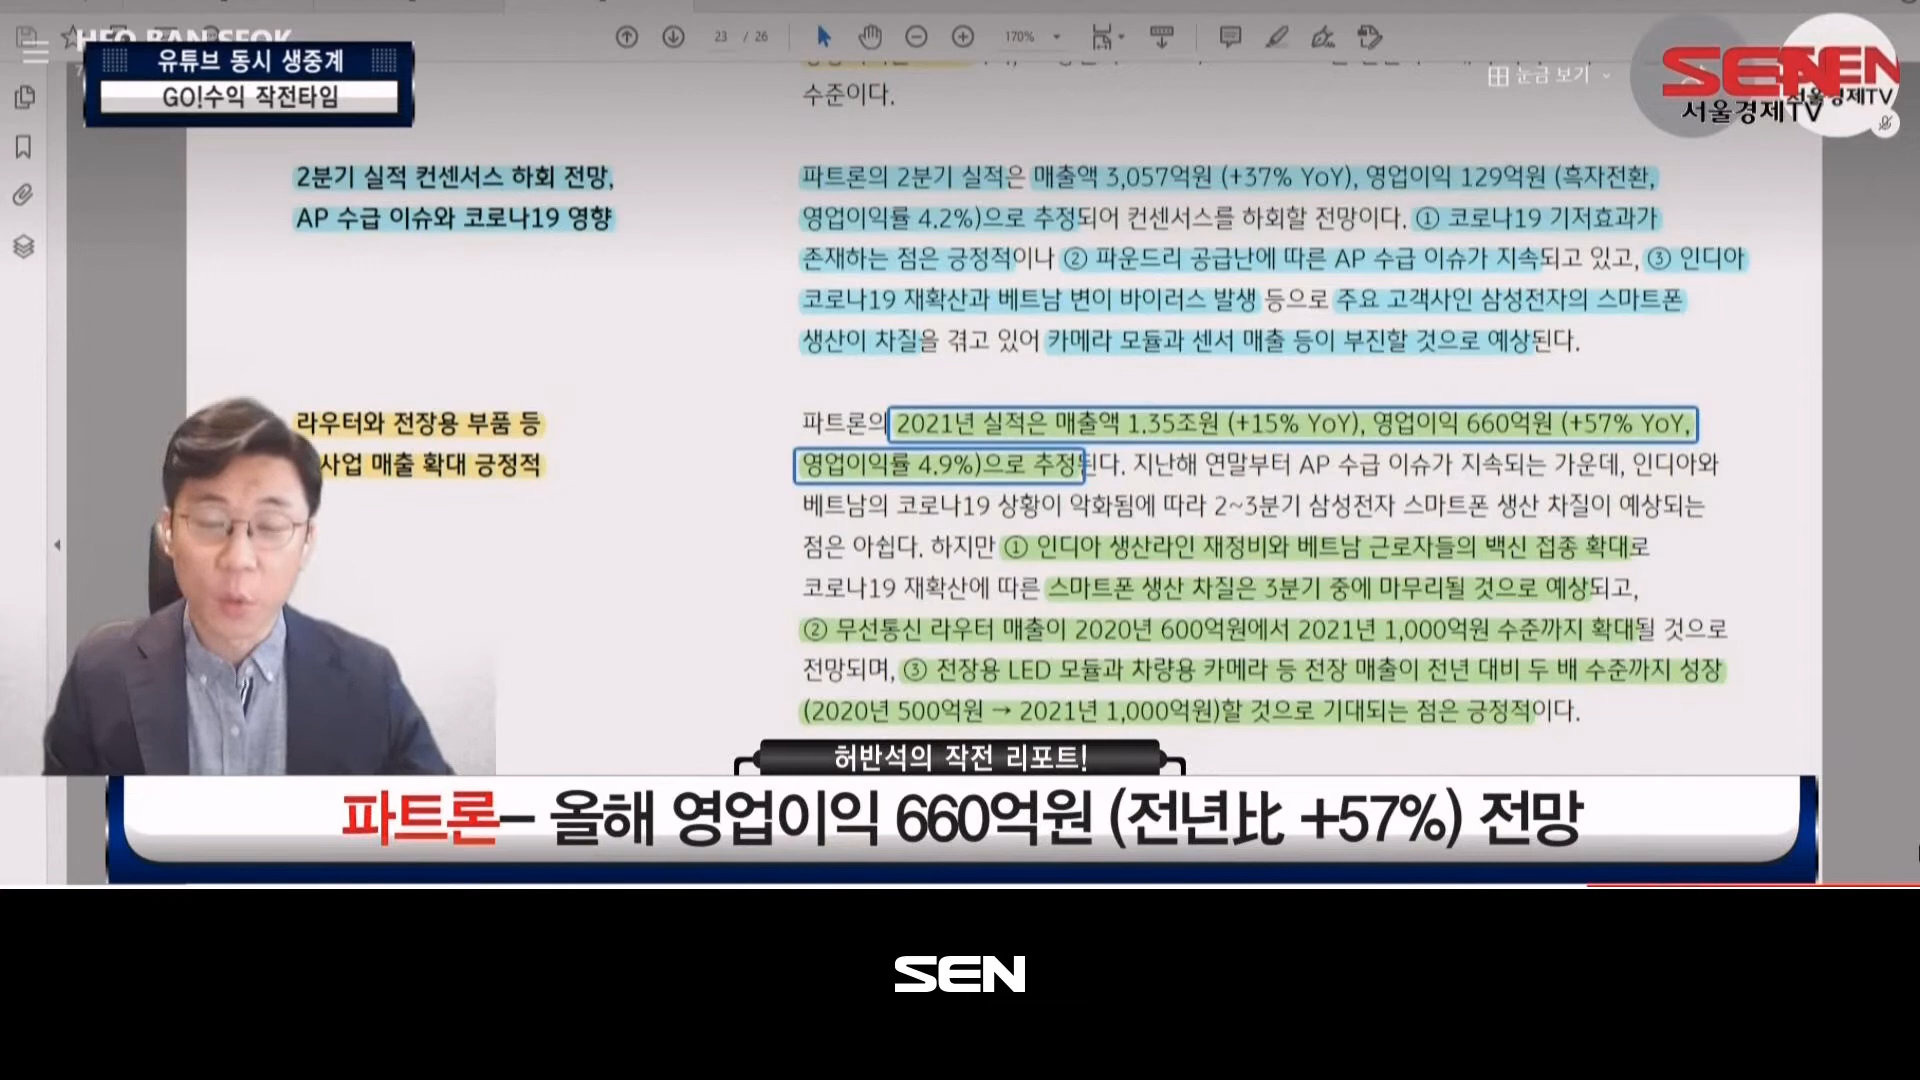 HEO BAN SEOK
유튜브 동시 생중계
GO!수익 작전타임
23 / 26
170%
눈금 보기
SEN
SEN
서울경제TV
서울경제TV
수준이다.
2분기 실적 컨센서스 하회 전망,
AP 수급 이슈와 코로나19 영향
파트론의 2분기 실적은 매출액 3,057억원 (+37% YoY), 영업이익 129억원 (흑자전환,
영업이익률 4.2%)으로 추정되어 컨센서스를 하회할 전망이다. ① 코로나19 기저효과가
존재하는 점은 긍정적이나 ② 파운드리 공급난에 따른 AP 수급 이슈가 지속되고 있고, ③ 인디아
코로나19 재확산과 베트남 변이 바이러스 발생 등으로 주요 고객사인 삼성전자의 스마트폰
생산이 차질을 겪고 있어 카메라 모듈과 센서 매출 등이 부진할 것으로 예상된다.
라우터와 전장용 부품 등
사업 매출 확대 긍정적
파트론의 2021년 실적은 매출액 1.35조원 (+15% YoY), 영업이익 660억원 (+57% YoY,
영업이익률 4.9%)으로 추정된다. 지난해 연말부터 AP 수급 이슈가 지속되는 가운데, 인디아와
베트남의 코로나19 상황이 악화됨에 따라 2~3분기 삼성전자 스마트폰 생산 차질이 예상되는
점은 아쉽다. 하지만 ① 인디아 생산라인 재정비와 베트남 근로자들의 백신 접종 확대로
코로나19 재확산에 따른 스마트폰 생산 차질은 3분기 중에 마무리될 것으로 예상되고,
② 무선통신 라우터 매출이 2020년 600억원에서 2021년 1,000억원 수준까지 확대될 것으로
전망되며, ③ 전장용 LED 모듈과 차량용 카메라 등 전장 매출이 전년 대비 두 배 수준까지 성장
(2020년 500억원 → 2021년 1,000억원)할 것으로 기대되는 점은 긍정적이다.
허반석의 작전 리포트!
파트론- 올해 영업이익 660억원 (전년比 +57%) 전망
SEN